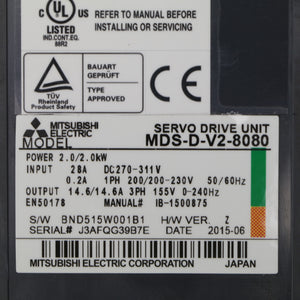 c UL US
LISTED
IND.CONT.EQ.
88R2
REFER TO MANUAL BEFORE
INSTALLING OR SERVICING
CE
TÜV
Rheinland
Product Safety
BAUART
GEPRÜFT
TYPE
APPROVED
MITSUBISHI
ELECTRIC
SERVO DRIVE UNIT
MODEL MDS-D-V2-8080
POWER 2.0/2.0kW
INPUT 28A DC270-311V
0.2A 1PH 200/200-230V 50/60Hz
OUTPUT 14.6/14.6A 3PH 155V 0-240Hz
EN50178 MANUAL# IB-1500875
S/W BND515W001B1 H/W VER. Z
SERIAL# J3AFQG39B7E DATE 2015-06
MITSUBISHI ELECTRIC CORPORATION JAPAN